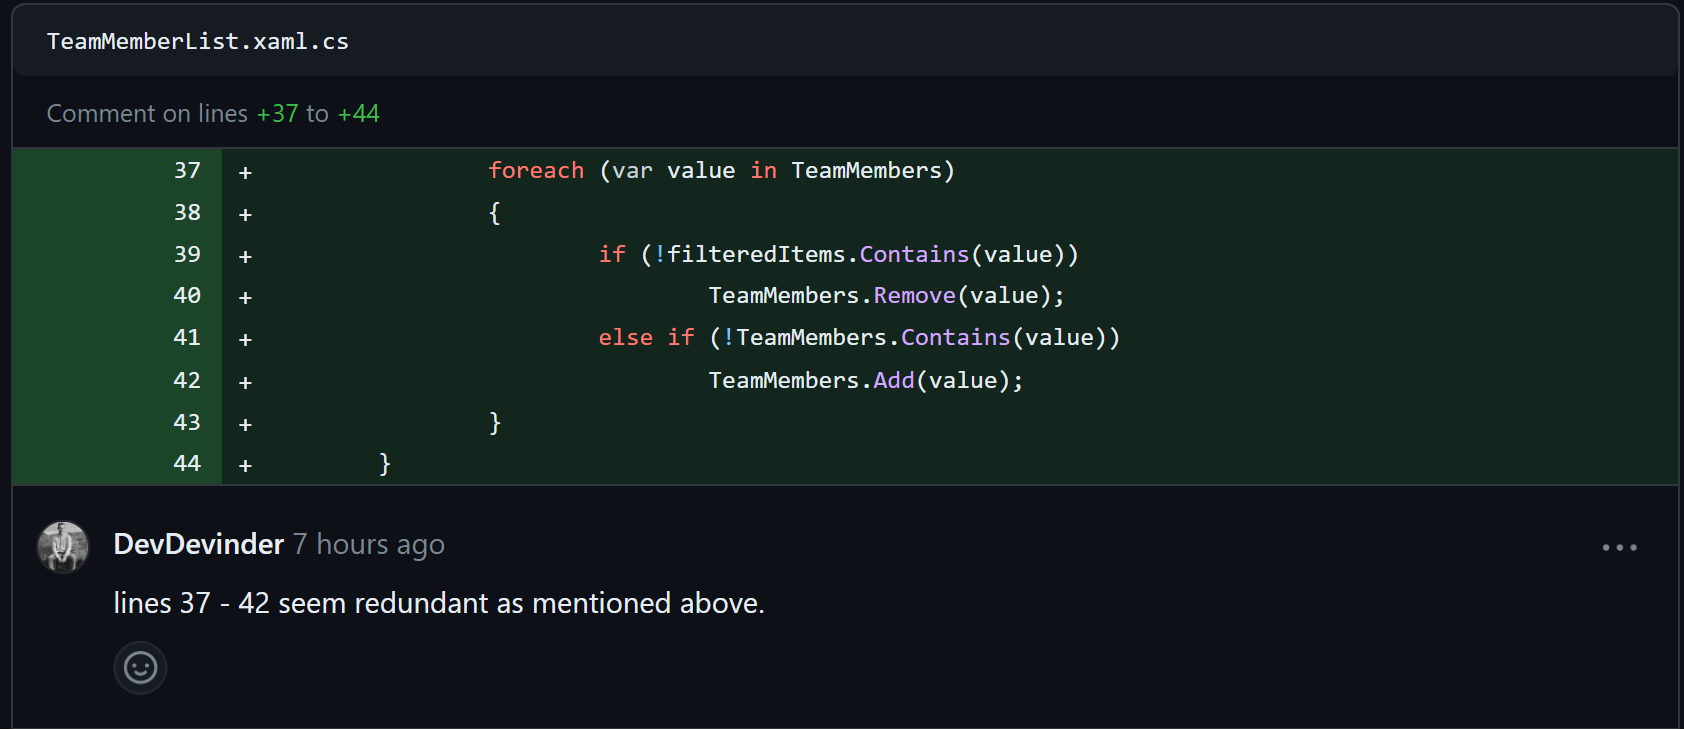 TeamMemberList.xaml.cs
Comment on lines +37 to +44
37 + foreach (var value in TeamMembers)
38 + {
39 + if (!filteredItems.Contains(value))
40 + TeamMembers.Remove(value);
41 + else if (!TeamMembers.Contains(value))
42 + TeamMembers.Add(value);
43 + }
44 + }
DevDevinder 7 hours ago
lines 37 - 42 seem redundant as mentioned above.